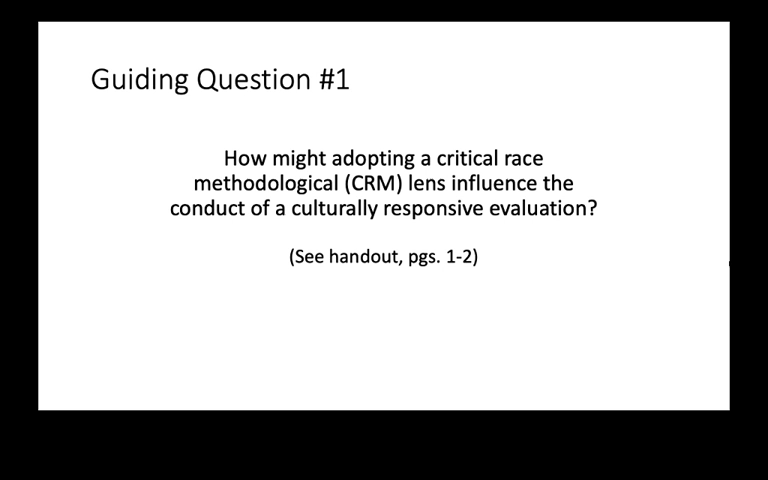 Guiding Question #1
How might adopting a critical race
methodological (CRM) lens influence the
conduct of a culturally responsive evaluation?
(See handout, pgs. 1-2)